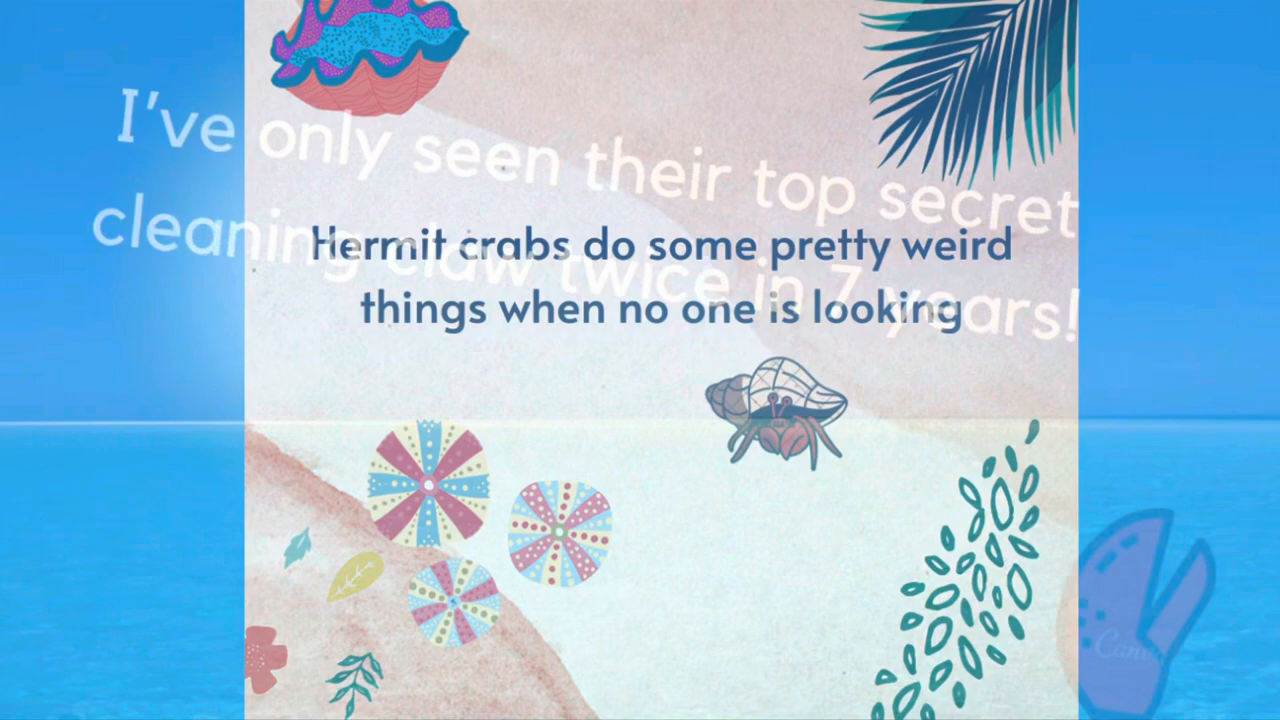 I've only seen their top secret
cleaning claw twice in 7 years!
Hermit crabs do some pretty weird
things when no one is looking